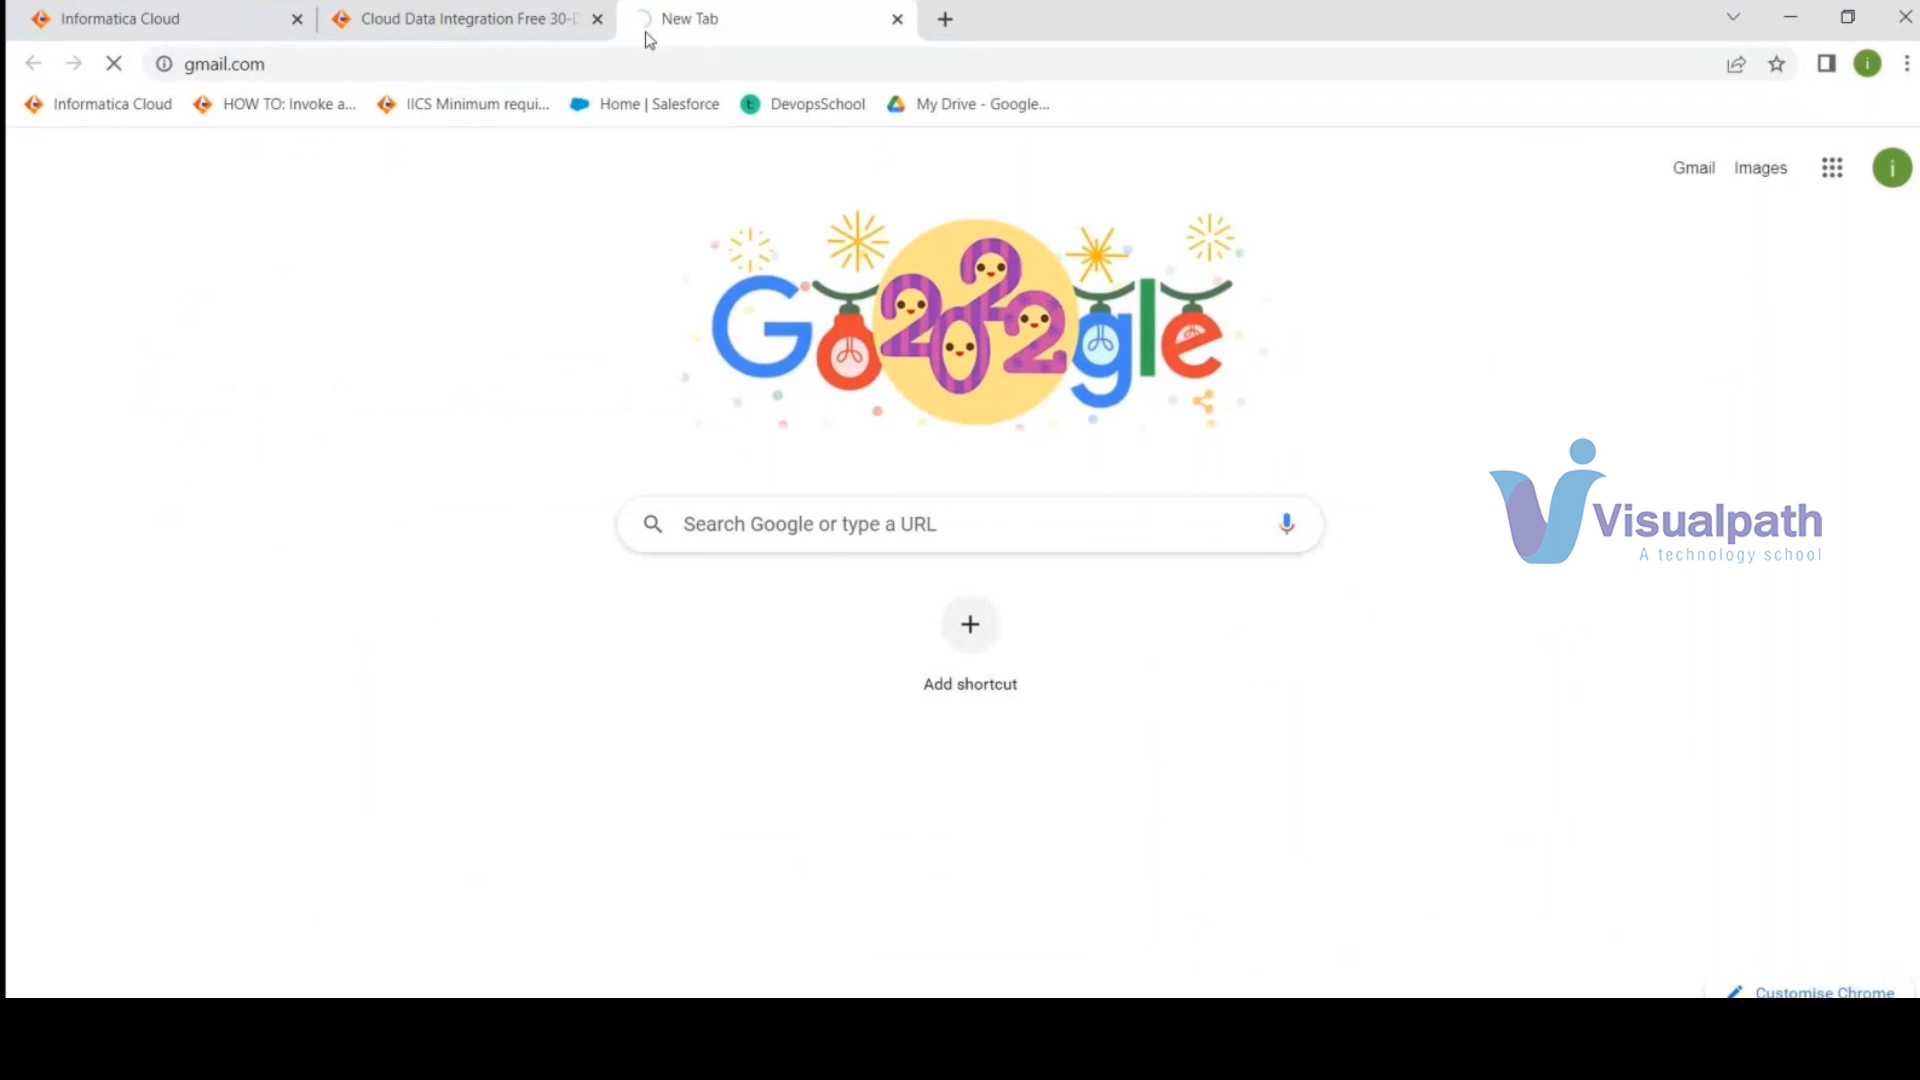 Informatica Cloud
Cloud Data Integration Free 30-D
New Tab
gmail.com
i
Informatica Cloud
HOW TO: Invoke a...
IICS Minimum requi...
Home | Salesforce
t
DevopsSchool
My Drive - Google...
Gmail
Images
i
Go2022gle
Search Google or type a URL
Visualpath
A technology school
Add shortcut
Customise Chrome